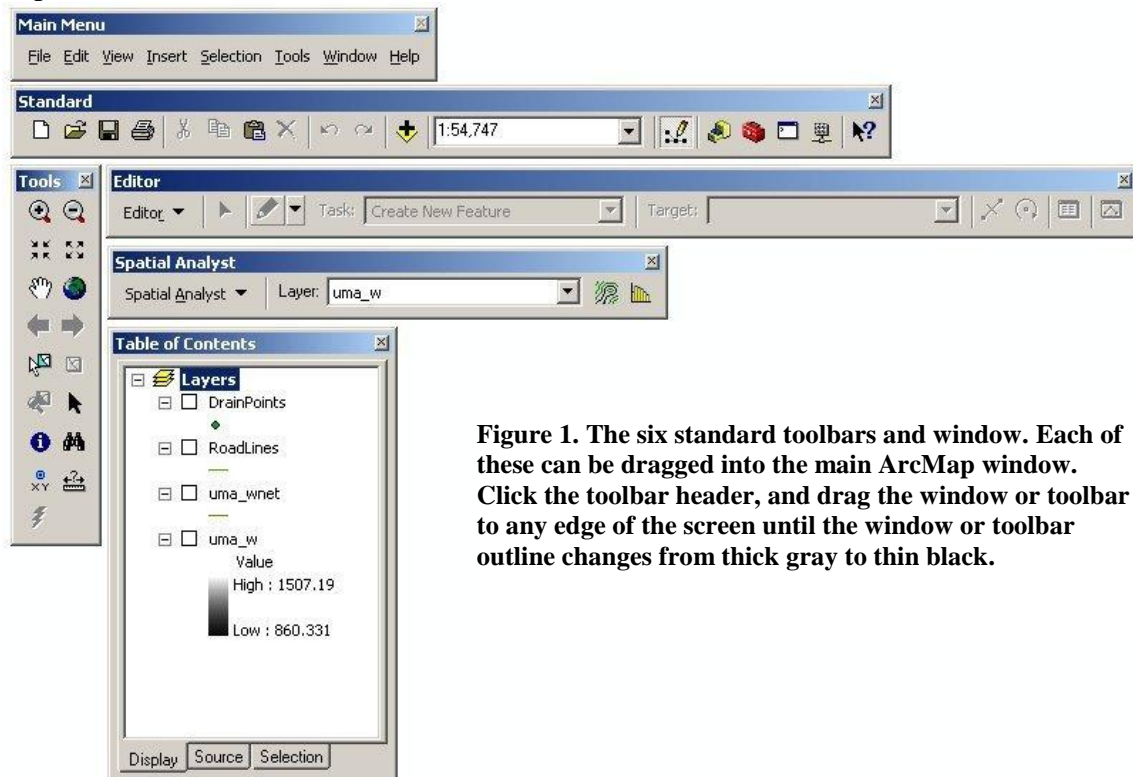 Main Menu
File Edit View Insert Selection Tools Window Help
Standard
1:54,747
Tools
Editor
Editor Task: Create New Feature Target:
Spatial Analyst
Spatial Analyst Layer: uma_w
Table of Contents
Layers
DrainPoints
RoadLines
uma_wnet
uma_w
Value
High : 1507.19
Low : 860.331
Display Source Selection
XY
Figure 1. The six standard toolbars and window. Each of
these can be dragged into the main ArcMap window.
Click the toolbar header, and drag the window or toolbar
to any edge of the screen until the window or toolbar
outline changes from thick gray to thin black.